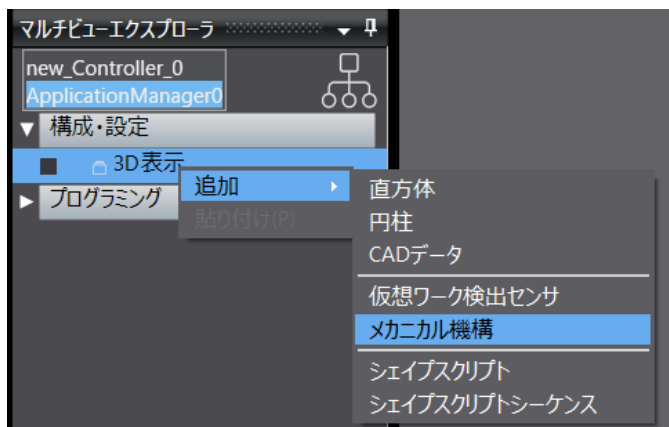 マルチビューエクスプローラ
new_Controller_0
ApplicationManager0
構成・設定
3D表示
プログラミング
追加
貼り付け(P)
直方体
円柱
CADデータ
仮想ワーク検出センサ
メカニカル機構
シェイプスクリプト
シェイプスクリプトシーケンス